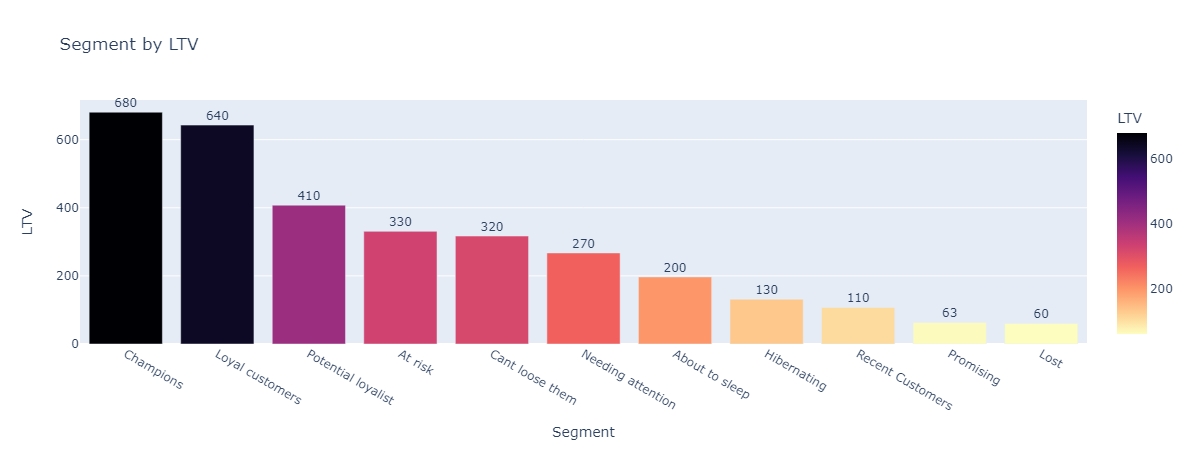 Segment by LTV
LTV
600
400
200
0
680
640
410
330
320
270
200
130
110
63
60
Champions
Loyal customers
Potential loyalist
At risk
Cant loose them
Needing attention
About to sleep
Hibernating
Recent Customers
Promising
Lost
Segment
LTV
600
400
200